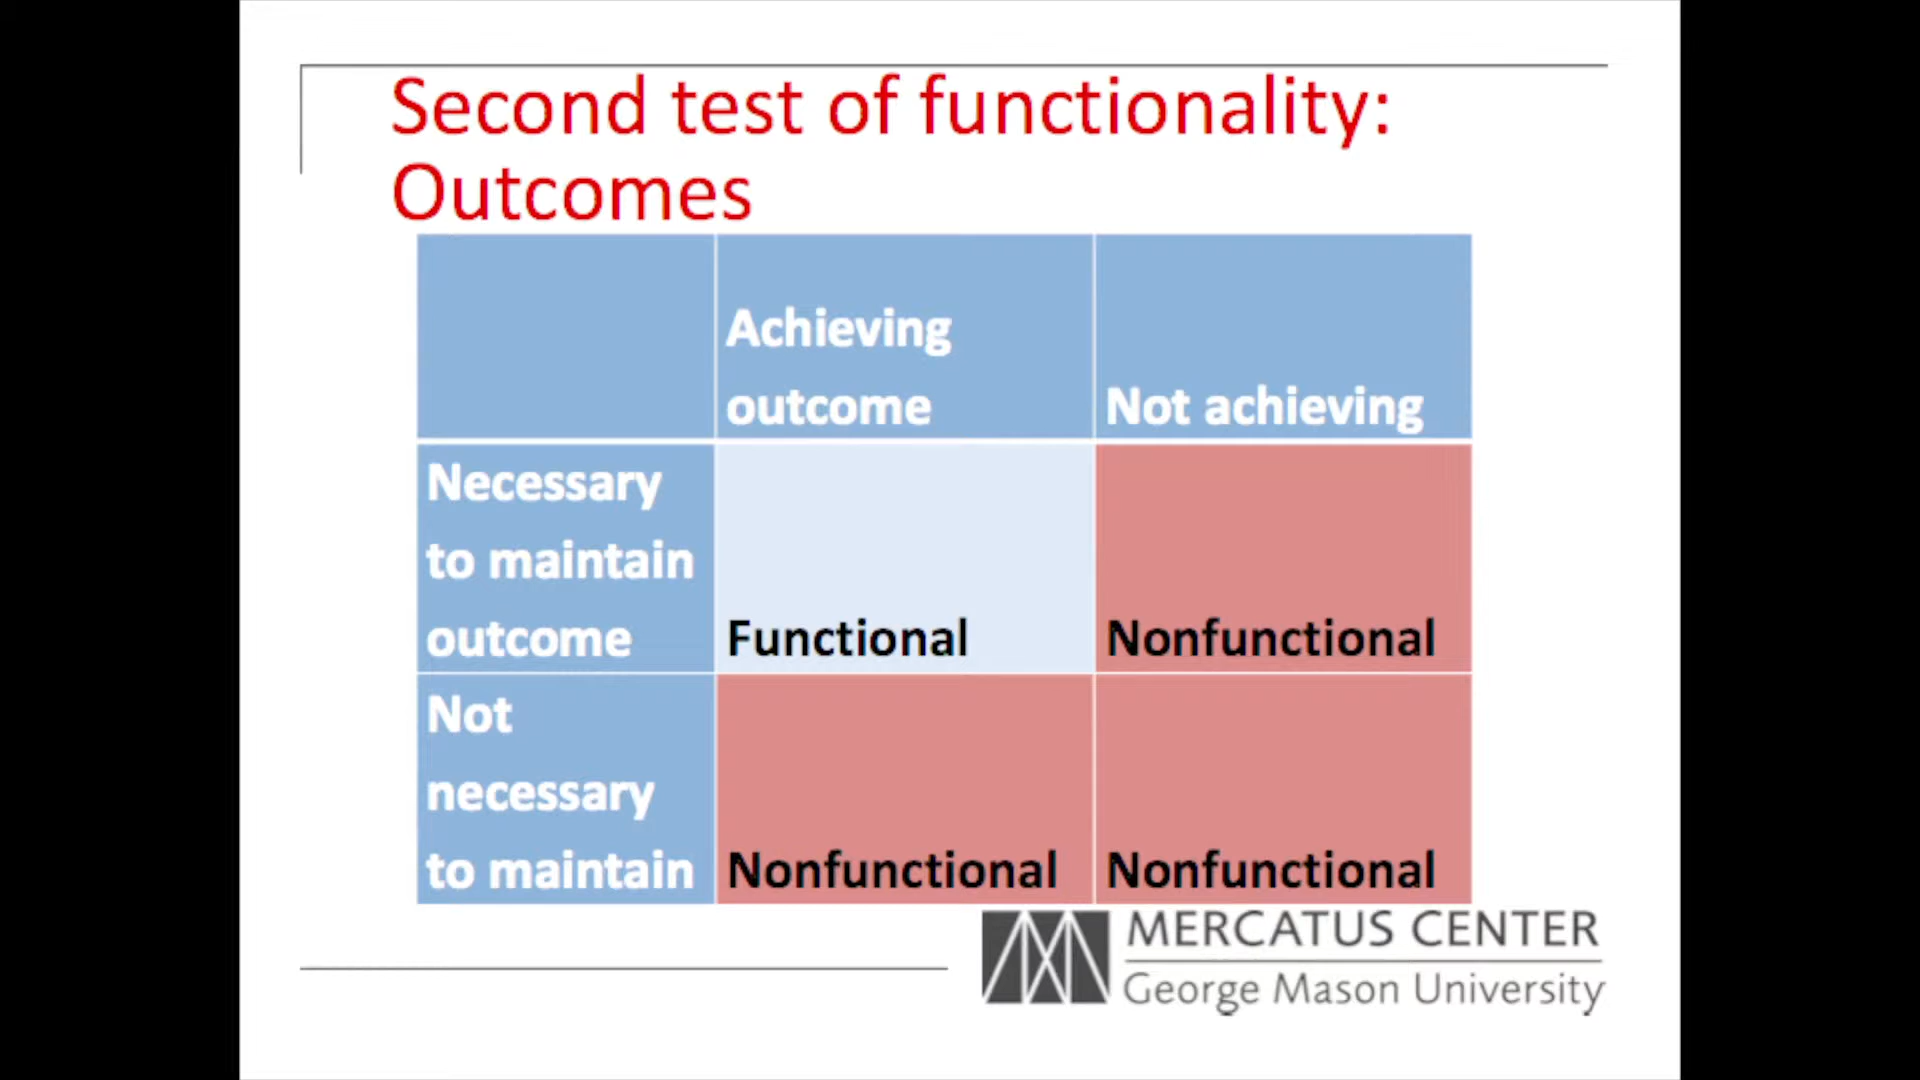 Second test of functionality:
Outcomes
Achieving
outcome
Not achieving
Necessary
to maintain
outcome
Functional
Nonfunctional
Not
necessary
to maintain
Nonfunctional
Nonfunctional
MERCATUS CENTER
George Mason University